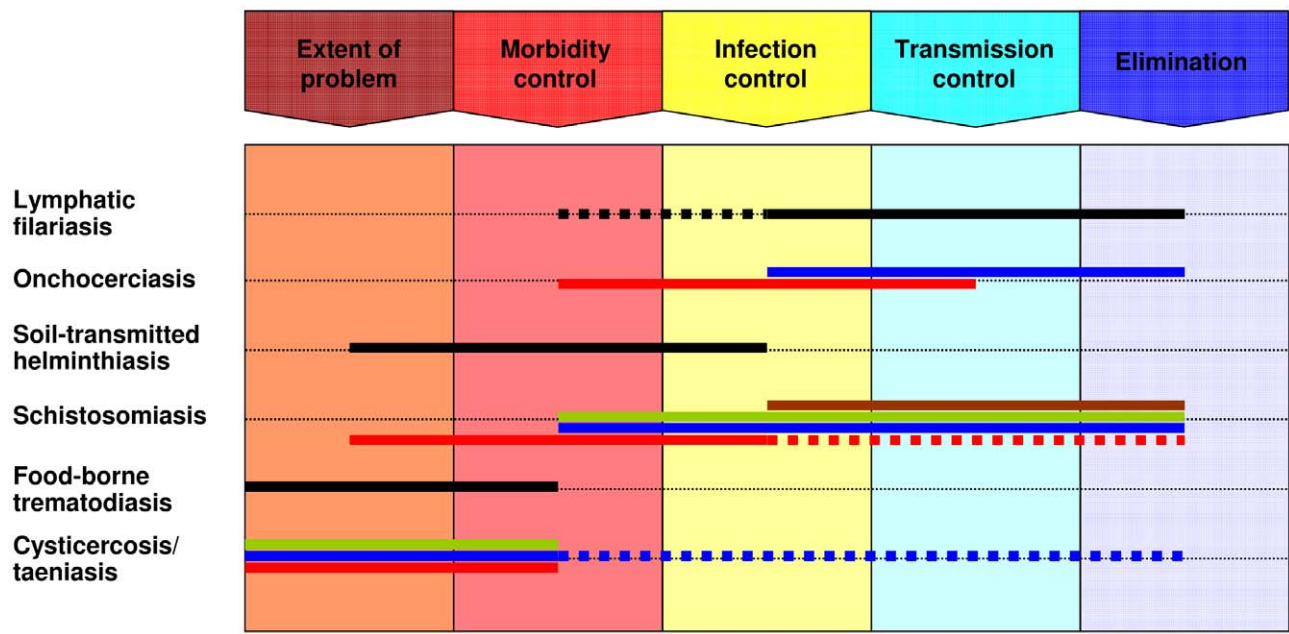 Extent of
problem
Morbidity
control
Infection
control
Transmission
control
Elimination
Lymphatic
filariasis
Onchocerciasis
Soil-transmitted
helminthiasis
Schistosomiasis
Food-borne
trematodiasis
Cysticercosis/
taeniasis